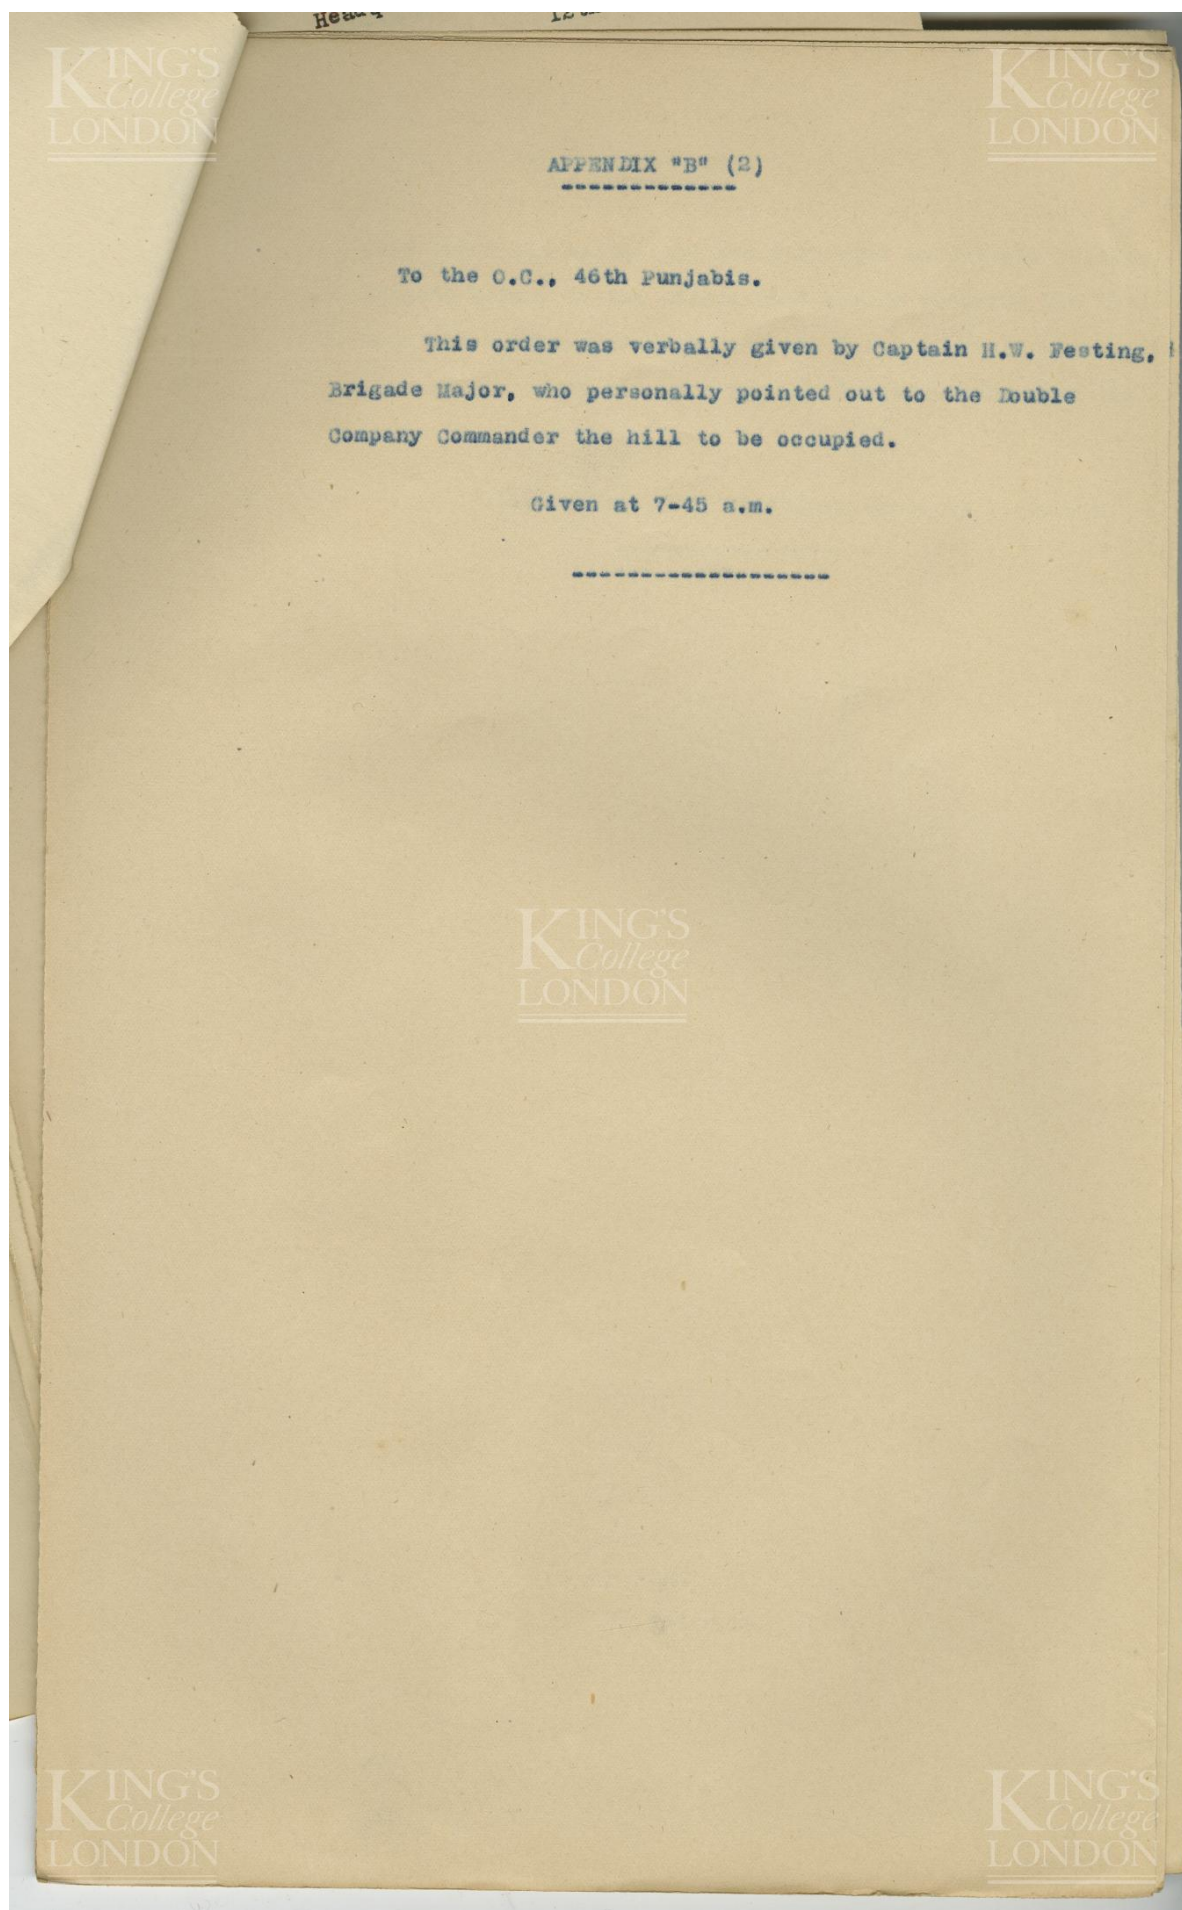 KING'S College LONDON
KING'S College LONDON
APPENDIX "B" (2)
To the O.C., 46th Punjabis.
This order was verbally given by Captain H.W. Festing,
Brigade Major, who personally pointed out to the Double
Company Commander the hill to be occupied.
Given at 7-45 a.m.
KING'S College LONDON
KING'S College LONDON
KING'S College LONDON